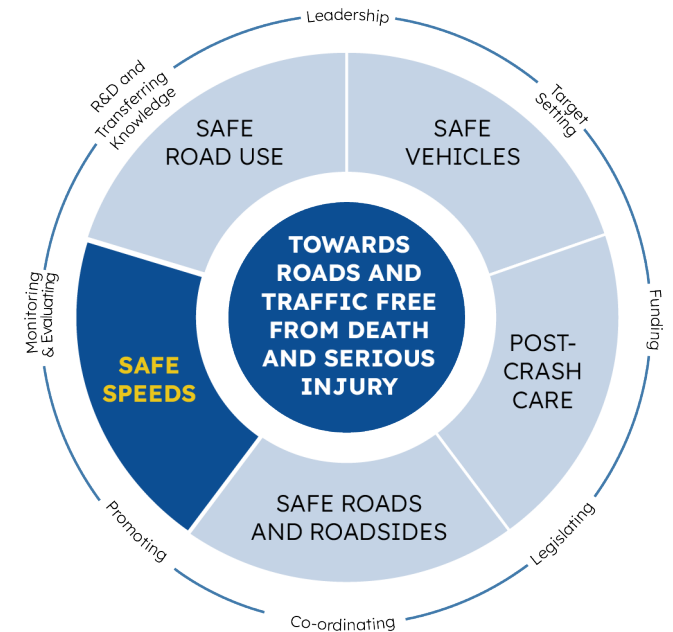 Leadership
Target
Setting
Funding
Legislating
Co-ordinating
Promoting
Monitoring
& Evaluating
R&D and
Transferring
Knowledge
SAFE
ROAD USE
SAFE
VEHICLES
POST-
CRASH
CARE
SAFE ROADS
AND ROADSIDES
SAFE
SPEEDS
TOWARDS
ROADS AND
TRAFFIC FREE
FROM DEATH
AND SERIOUS
INJURY